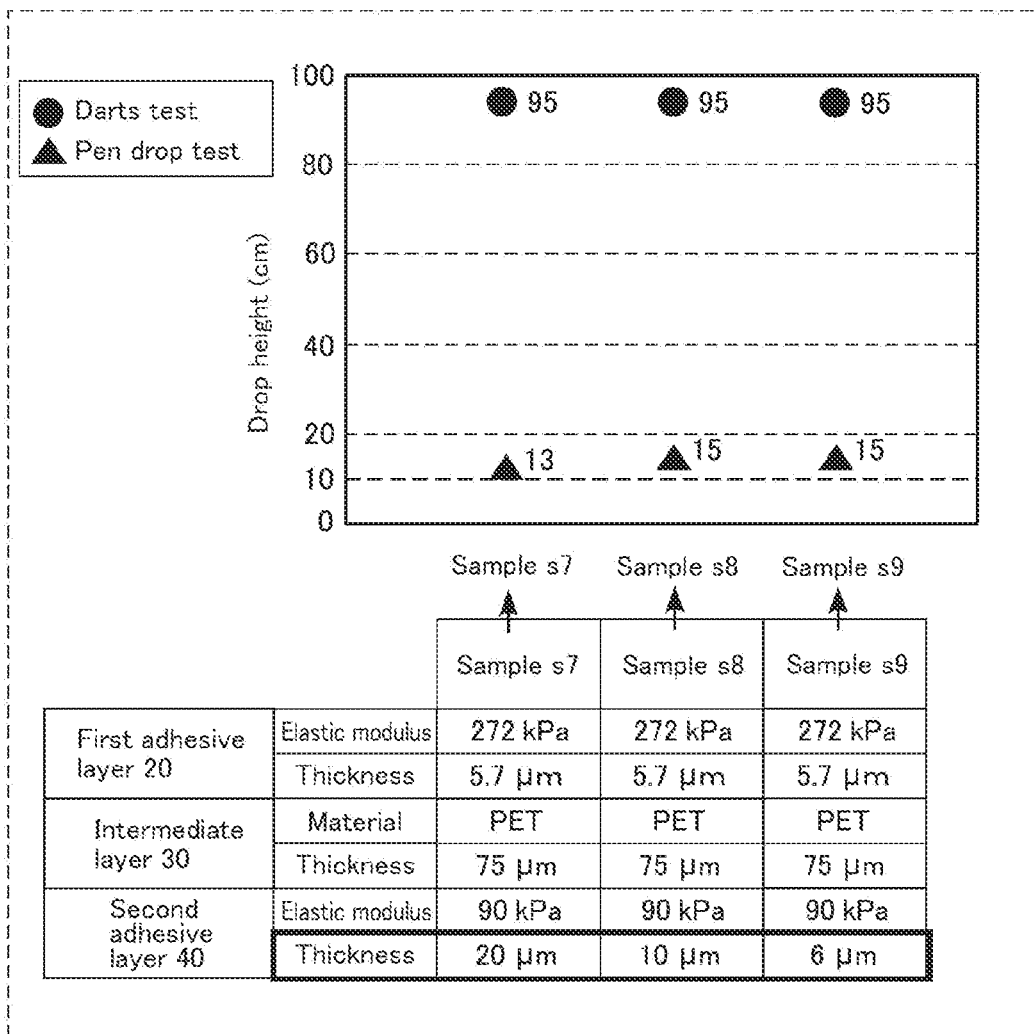 Darts test
Pen drop test
Drop height (cm)
100
80
60
40
20
10
0
95
95
95
13
15
15
Sample s7 Sample s8 Sample s9
Sample s7 Sample s8 Sample s9
First adhesive
layer 20
Elastic modulus 272 kPa 272 kPa 272 kPa
Thickness 5.7 μm 5.7 μm 5.7 μm
Intermediate
layer 30
Material PET PET PET
Thickness 75 μm 75 μm 75 μm
Second
adhesive
layer 40
Elastic modulus 90 kPa 90 kPa 90 kPa
Thickness 20 μm 10 μm 6 μm